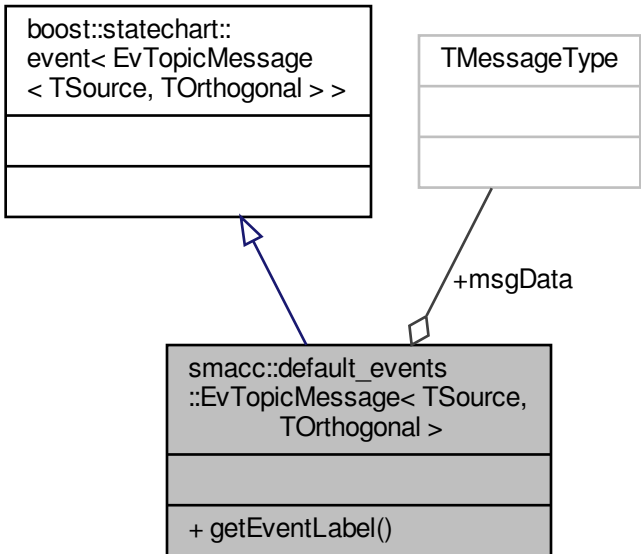 boost::statechart::
event< EvTopicMessage
< TSource, TOrthogonal > >
TMessageType
+msgData
smacc::default_events
::EvTopicMessage< TSource,
TOrthogonal >
+ getEventLabel()